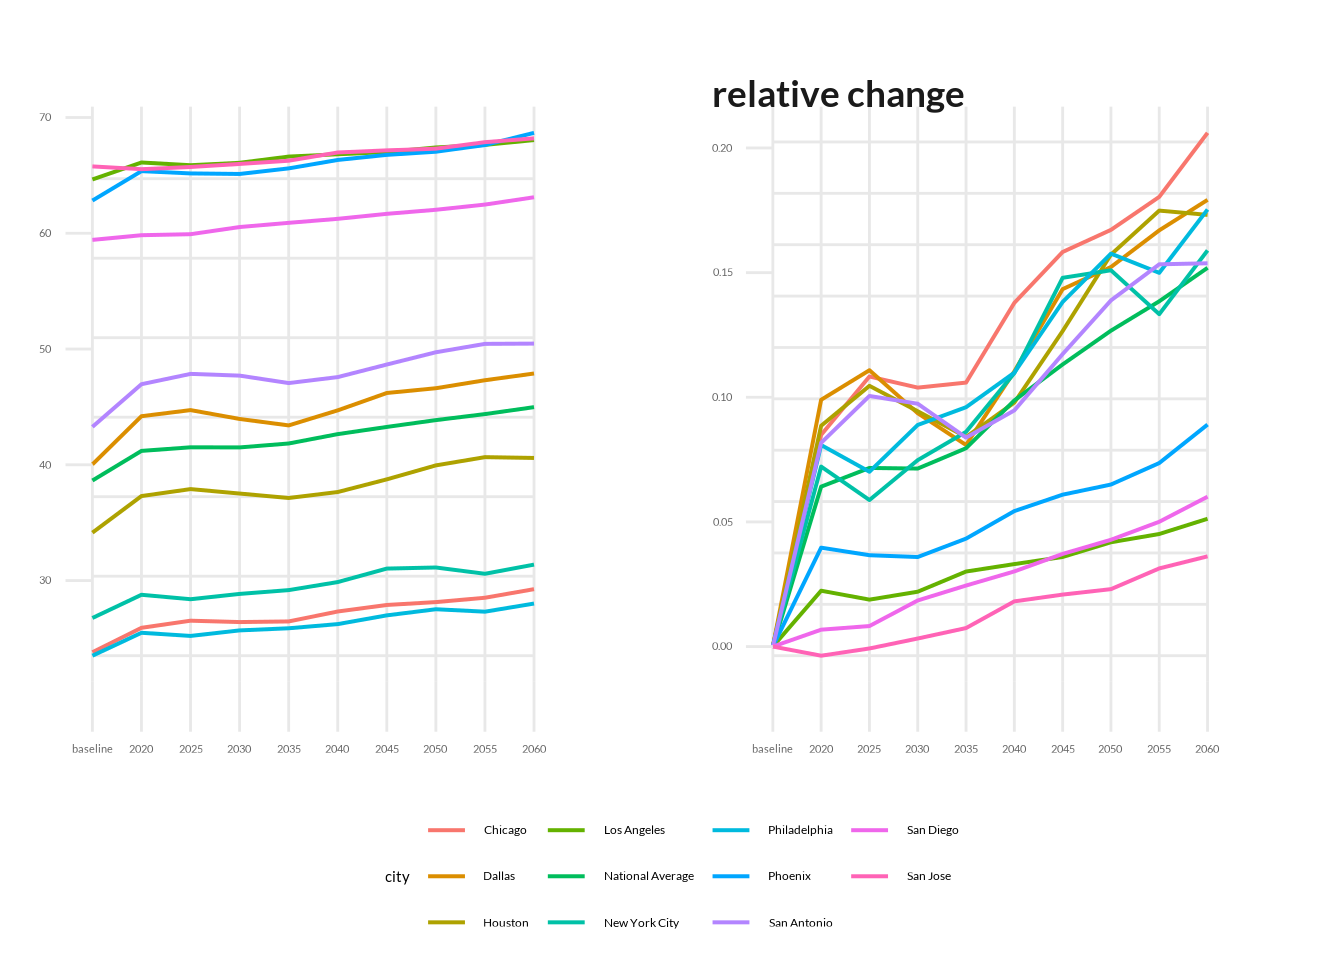 relative change
70
60
50
40
30
baseline 2020 2025 2030 2035 2040 2045 2050 2055 2060
0.20
0.15
0.10
0.05
0.00
baseline 2020 2025 2030 2035 2040 2045 2050 2055 2060
city
Chicago Los Angeles Philadelphia San Diego
Dallas National Average Phoenix San Jose
Houston New York City San Antonio